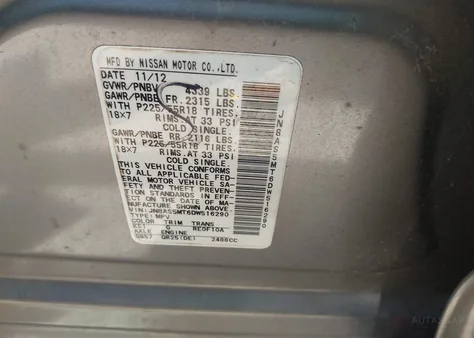 MFD BY NISSAN MOTOR CO.,LTD.
DATE 11/12
GVWR/PNBV 4339 LBS.
GAWR/PNBE FR. 2315 LBS.
WITH P225/55R18 TIRES,
18X7 RIMS AT 33 PSI
COLD SINGLE.
GAWR/PNBE RR. 2116 LBS.
WITH P225/55R18 TIRES,
18X7 RIMS AT 33 PSI
COLD SINGLE.
THIS VEHICLE CONFORMS
TO ALL APPLICABLE FED-
ERAL MOTOR VEHICLE SA-
FETY AND BUMPER
STANDARDS IN EFF-
ECT ON THE DATE OF MA-
NUFACTURE SHOWN ABOVE.
VIN:JN8AS5MT6DW516290
TYPE: MPV
COLOR TRIM TRANS
G RE0F10A
AXLE ENGINE
QR25(DE) 2488CC
JN8AS5MT6DW516290